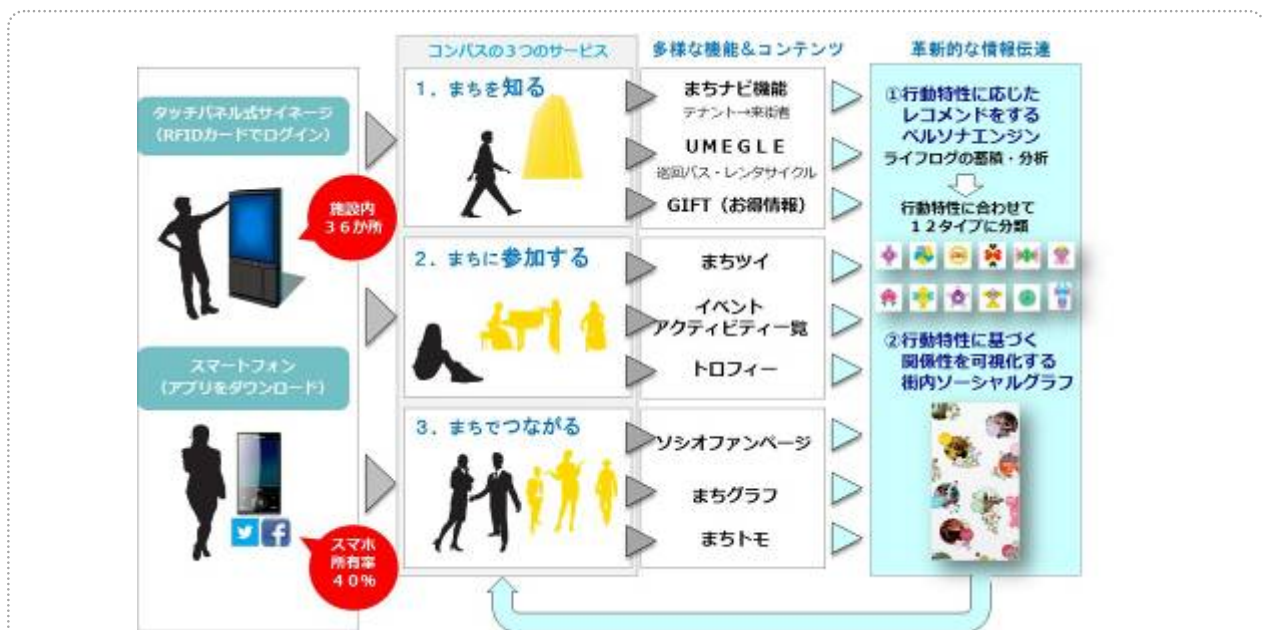 コンパスの3つのサービス
多様な機能＆コンテンツ
革新的な情報伝達
タッチパネル式サイネージ
（RFIDカードでログイン）
施設内
36か所
スマートフォン
（アプリをダウンロード）
スマホ
所有率
40%
1．まちを知る
2．まちに参加する
3．まちでつながる
まちナビ機能
テナント→来街者
UMEGLE
巡回バス・レンタサイクル
GIFT（お得情報）
まちツイ
イベント
アクティビティ一覧
トロフィー
ソシオファンページ
まちグラフ
まちトモ
①行動特性に応じた
レコメンドをする
ペルソナエンジン
ライフログの蓄積・分析
行動特性に合わせて
12タイプに分類
②行動特性に基づく
関係性を可視化する
街内ソーシャルグラフ